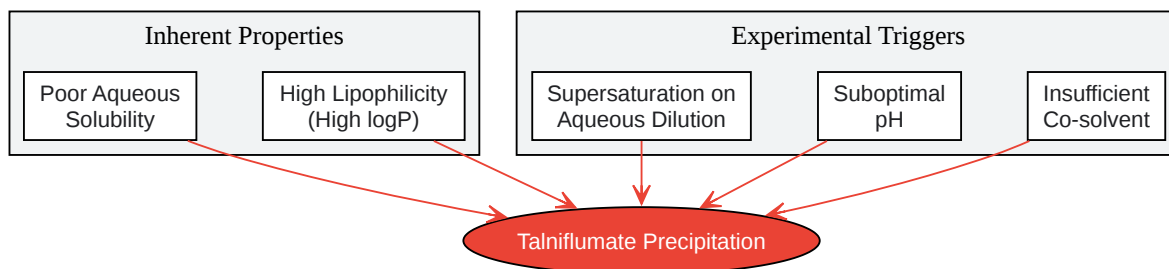 Inherent Properties
Experimental Triggers
Poor Aqueous
Solubility
High Lipophilicity
(High logP)
Supersaturation on
Aqueous Dilution
Suboptimal
pH
Insufficient
Co-solvent
Talniflumate Precipitation